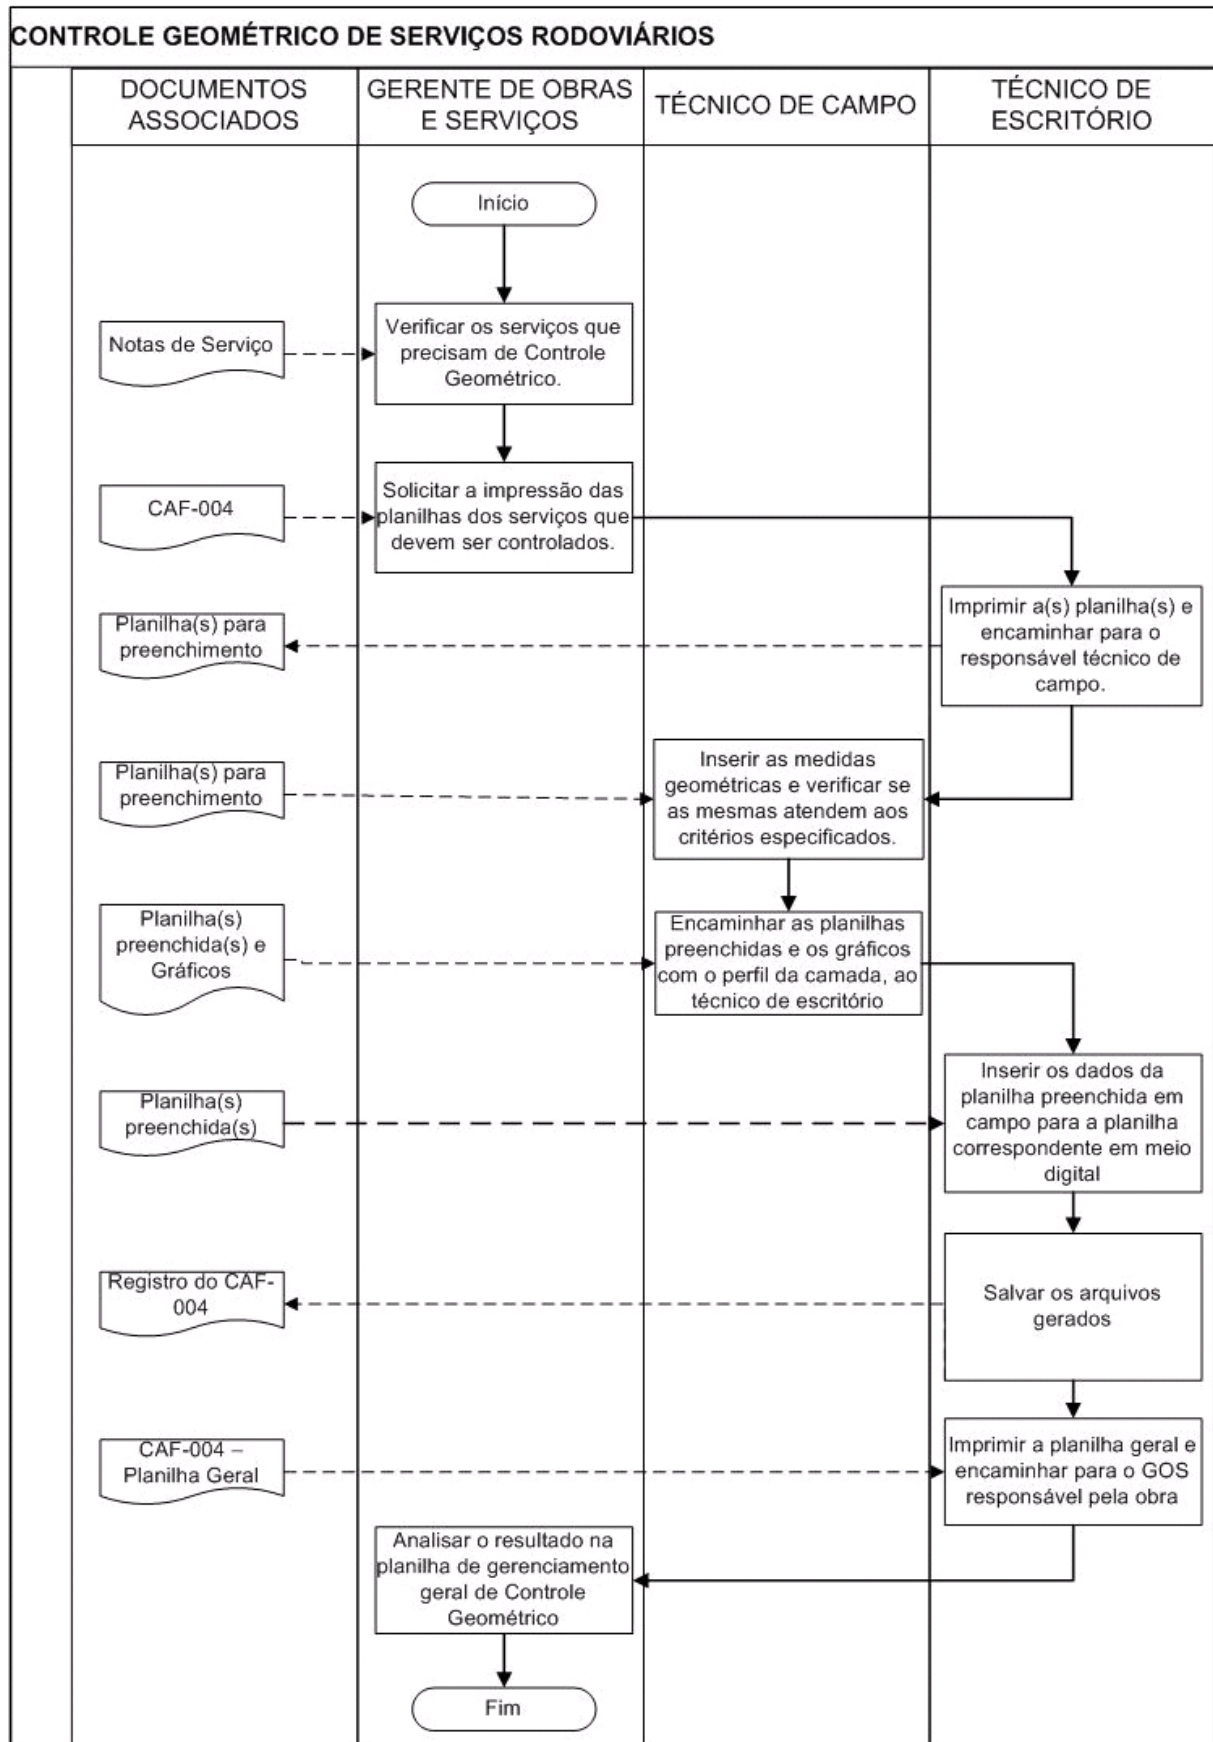 CONTROLE GEOMÉTRICO DE SERVIÇOS RODOVIÁRIOS
DOCUMENTOS
ASSOCIADOS
GERENTE DE OBRAS
E SERVIÇOS
TÉCNICO DE CAMPO
TÉCNICO DE
ESCRITÓRIO
Início
Notas de Serviço
Verificar os serviços que
precisam de Controle
Geométrico.
CAF-004
Solicitar a impressão das
planilhas dos serviços que
devem ser controlados.
Planilha(s) para
preenchimento
Imprimir a(s) planilha(s) e
encaminhar para o
responsável técnico de
campo.
Planilha(s) para
preenchimento
Inserir as medidas
geométricas e verificar se
as mesmas atendem aos
critérios especificados.
Planilha(s)
preenchida(s) e
Gráficos
Encaminhar as planilhas
preenchidas e os gráficos
com o perfil da camada, ao
técnico de escritório
Planilha(s)
preenchida(s)
Inserir os dados da
planilha preenchida em
campo para a planilha
correspondente em meio
digital
Registro do CAF-
004
Salvar os arquivos
gerados
CAF-004 –
Planilha Geral
Imprimir a planilha geral e
encaminhar para o GOS
responsável pela obra
Analisar o resultado na
planilha de gerenciamento
geral de Controle
Geométrico
Fim